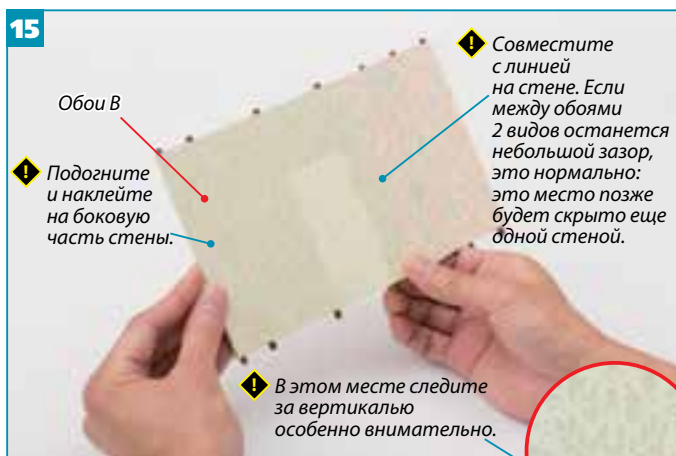 15
Обои B
Подогните
и наклейте
на боковую
часть стены.
Совместите
с линией
на стене. Если
между обоями
2 видов останется
небольшой зазор,
это нормально:
это место позже
будет скрыто еще
одной стеной.
В этом месте следите
за вертикалью
особенно внимательно.